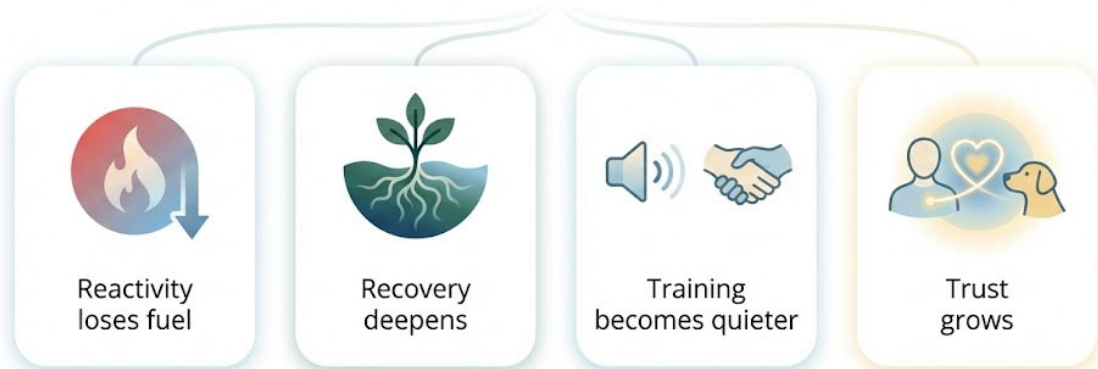 Reactivity
loses fuel
Recovery
deepens
Training
becomes quieter
Trust
grows